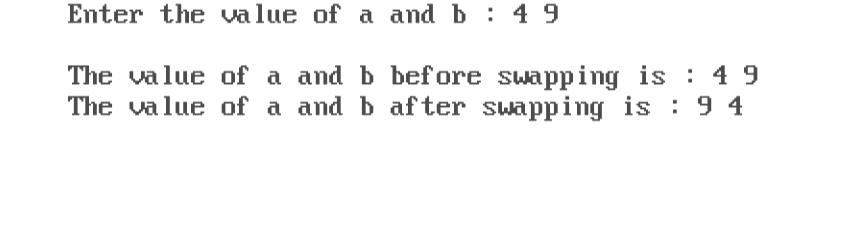 Enter the value of a and b : 4 9
The value of a and b before swapping is : 4 9
The value of a and b after swapping is : 9 4